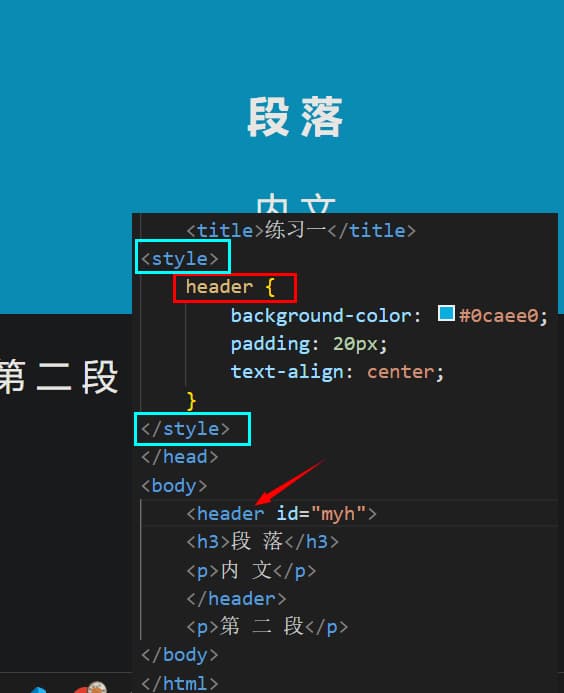 段 落
内 文
<title>练习一</title>
<style>
header {
background-color: #0caee0;
padding: 20px;
text-align: center;
}
</style>
第 二 段
</head>
<body>
<header id="myh">
<h3>段 落</h3>
<p>内 文</p>
</header>
<p>第 二 段</p>
</body>
</html>